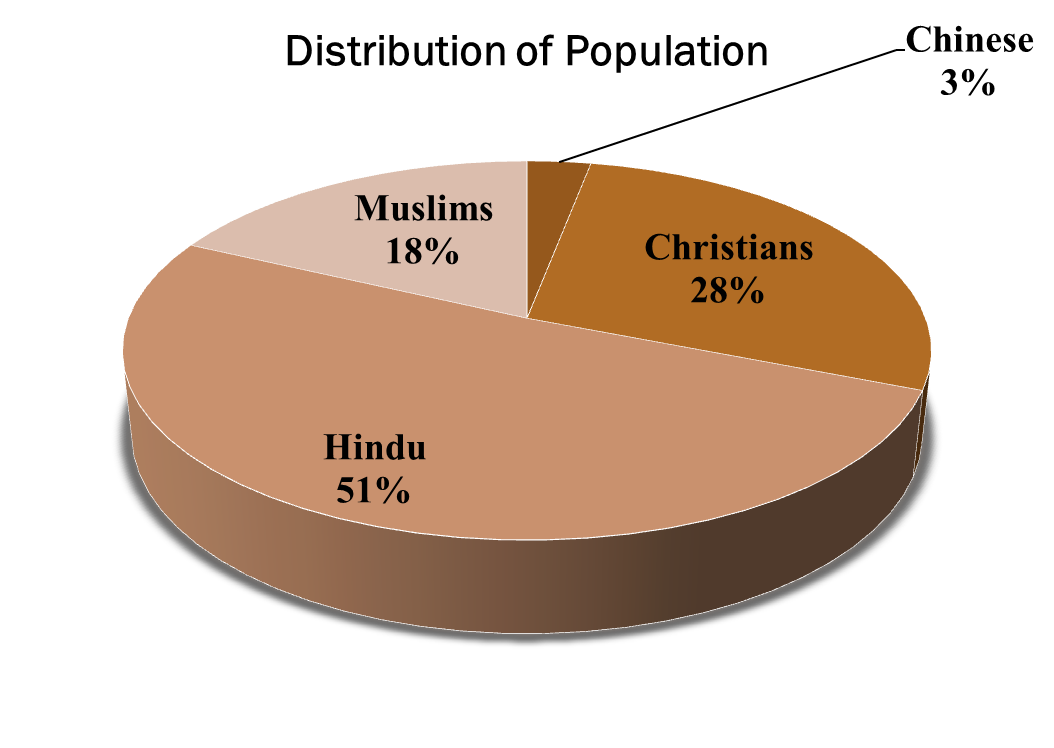 Distribution of Population
Chinese
3%
Muslims
18%
Christians
28%
Hindu
51%